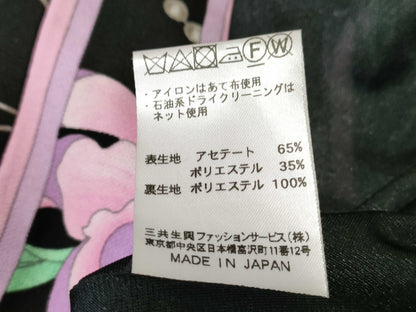 F W
・アイロンはあて布使用
・石油系ドライクリーニングは
ネット使用
表生地 アセテート 65%
ポリエステル 35%
裏生地 ポリエステル 100%
三共生興ファッションサービス(株)
東京都中央区日本橋富沢町11番12号
MADE IN JAPAN